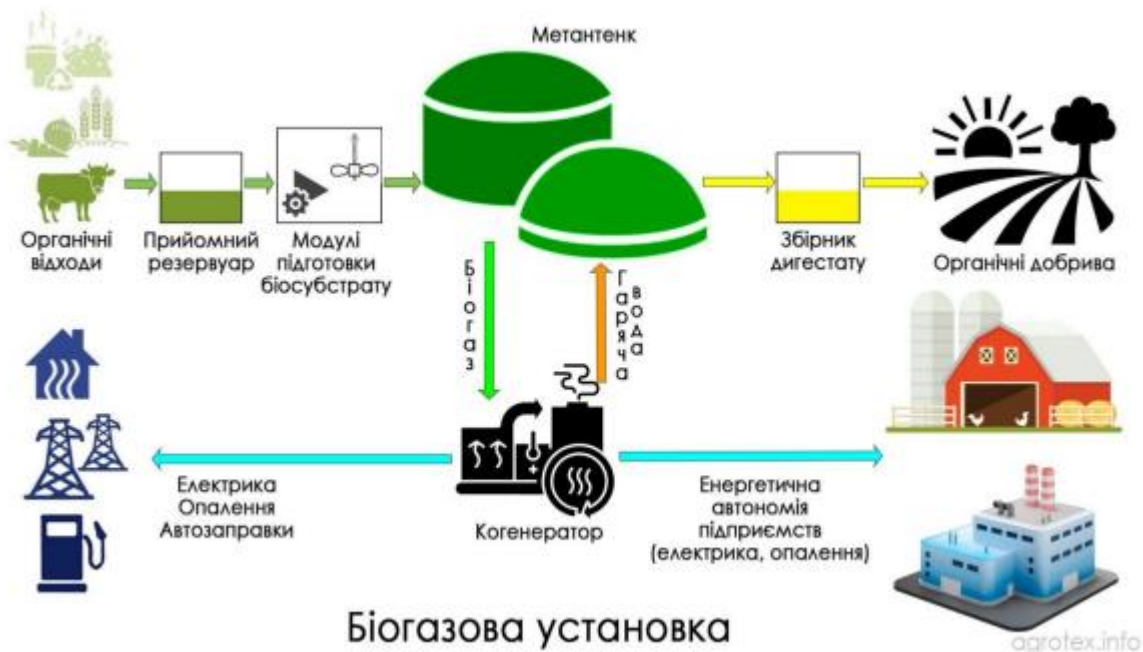 Метантенк
Органічні
відходи
Прийомний
резервуар
Модулі
підготовки
біосубстрату
Збірник
дигестату
Органічні добрива
Біогаз
Гаряча
вода
Електрика
Опалення
Автозаправки
Когенератор
Енергетична
автономія
підприємств
(електрика, опалення)
Біогазова установка
agrotex.info